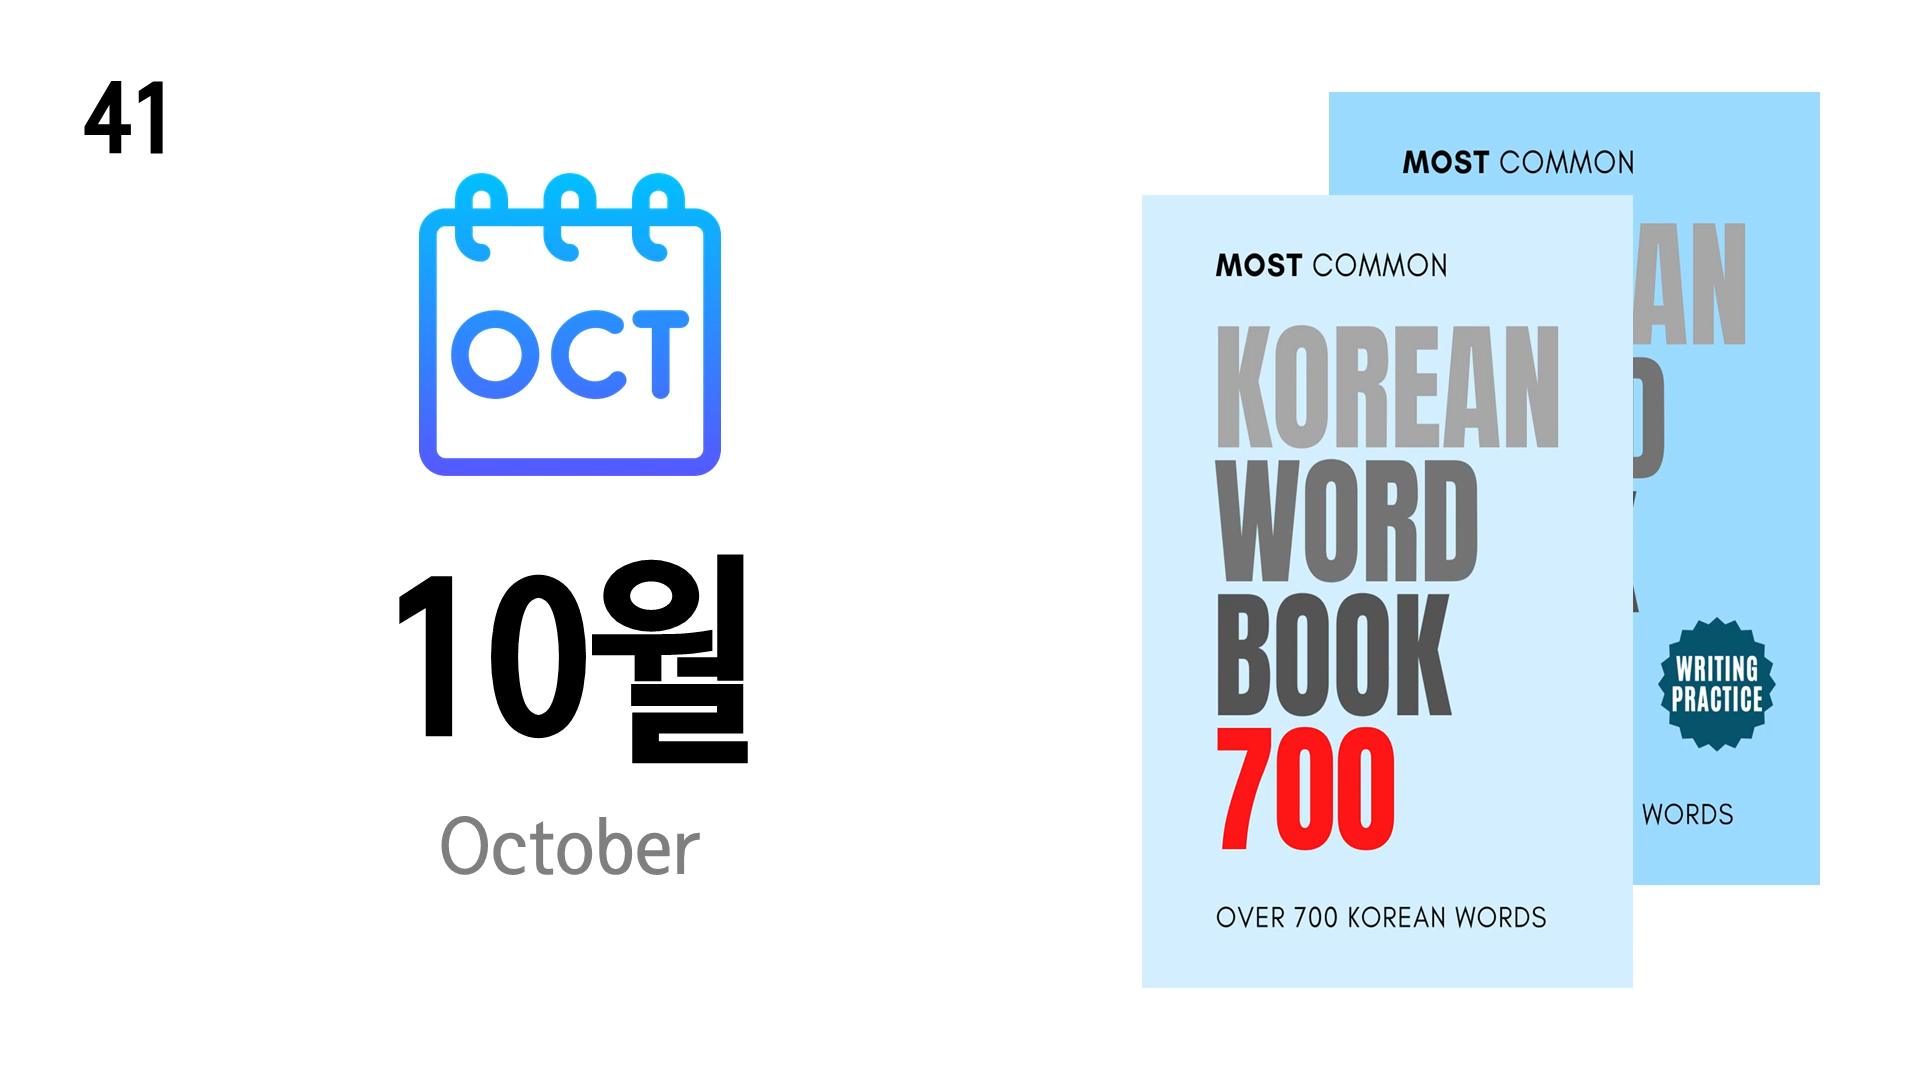 41
OCT
10월
October
MOST COMMON
KOREAN
WORD
BOOK
700
OVER 700 KOREAN WORDS
MOST COMMON
AN
D
WRITING
PRACTICE
WORDS